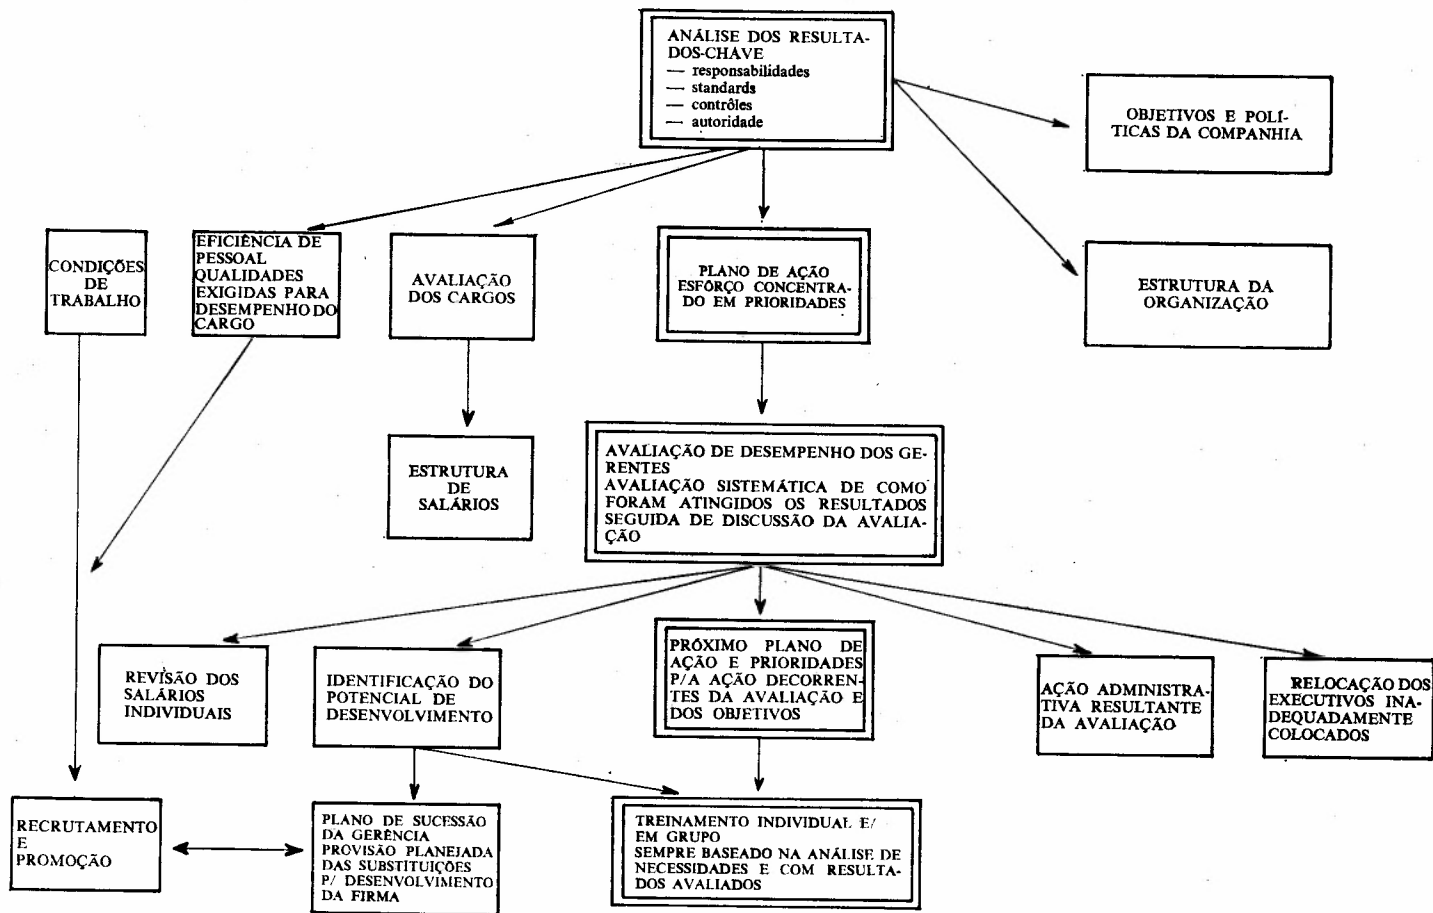 ANÁLISE DOS RESULTA-
DOS-CHAVE
— responsabilidades
— standards
— contrôles
— autoridade
OBJETIVOS E POLÍ-
TICAS DA COMPANHIA
CONDIÇÕES
DE
TRABALHO
EFICIÊNCIA DE
PESSOAL
QUALIDADES
EXIGIDAS PARA
DESEMPENHO DO
CARGO
AVALIAÇÃO
DOS CARGOS
PLANO DE AÇÃO
ESFÔRÇO CONCENTRA-
DO EM PRIORIDADES
ESTRUTURA DA
ORGANIZAÇÃO
ESTRUTURA
DE
SALÁRIOS
AVALIAÇÃO DE DESEMPENHO DOS GE-
RENTES
AVALIAÇÃO SISTEMÁTICA DE COMO
FORAM ATINGIDOS OS RESULTADOS
SEGUIDA DE DISCUSSÃO DA AVALIA-
ÇÃO
REVISÃO DOS
SALÁRIOS
INDIVIDUAIS
IDENTIFICAÇÃO DO
POTENCIAL DE
DESENVOLVIMENTO
PRÓXIMO PLANO DE
AÇÃO E PRIORIDADES
P/A AÇÃO DECORREN-
TES DA AVALIAÇÃO E
DOS OBJETIVOS
AÇÃO ADMINISTRA-
TIVA RESULTANTE
DA AVALIAÇÃO
RELOCAÇÃO DOS
EXECUTIVOS INA-
DEQUADAMENTE
COLOCADOS
RECRUTAMENTO
E
PROMOÇÃO
PLANO DE SUCESSÃO
DA GERÊNCIA
PROVISÃO PLANEJADA
DAS SUBSTITUIÇÕES
P/ DESENVOLVIMENTO
DA FIRMA
TREINAMENTO INDIVIDUAL E/
EM GRUPO
SEMPRE BASEADO NA ANÁLISE DE
NECESSIDADES E COM RESULTA-
DOS AVALIADOS